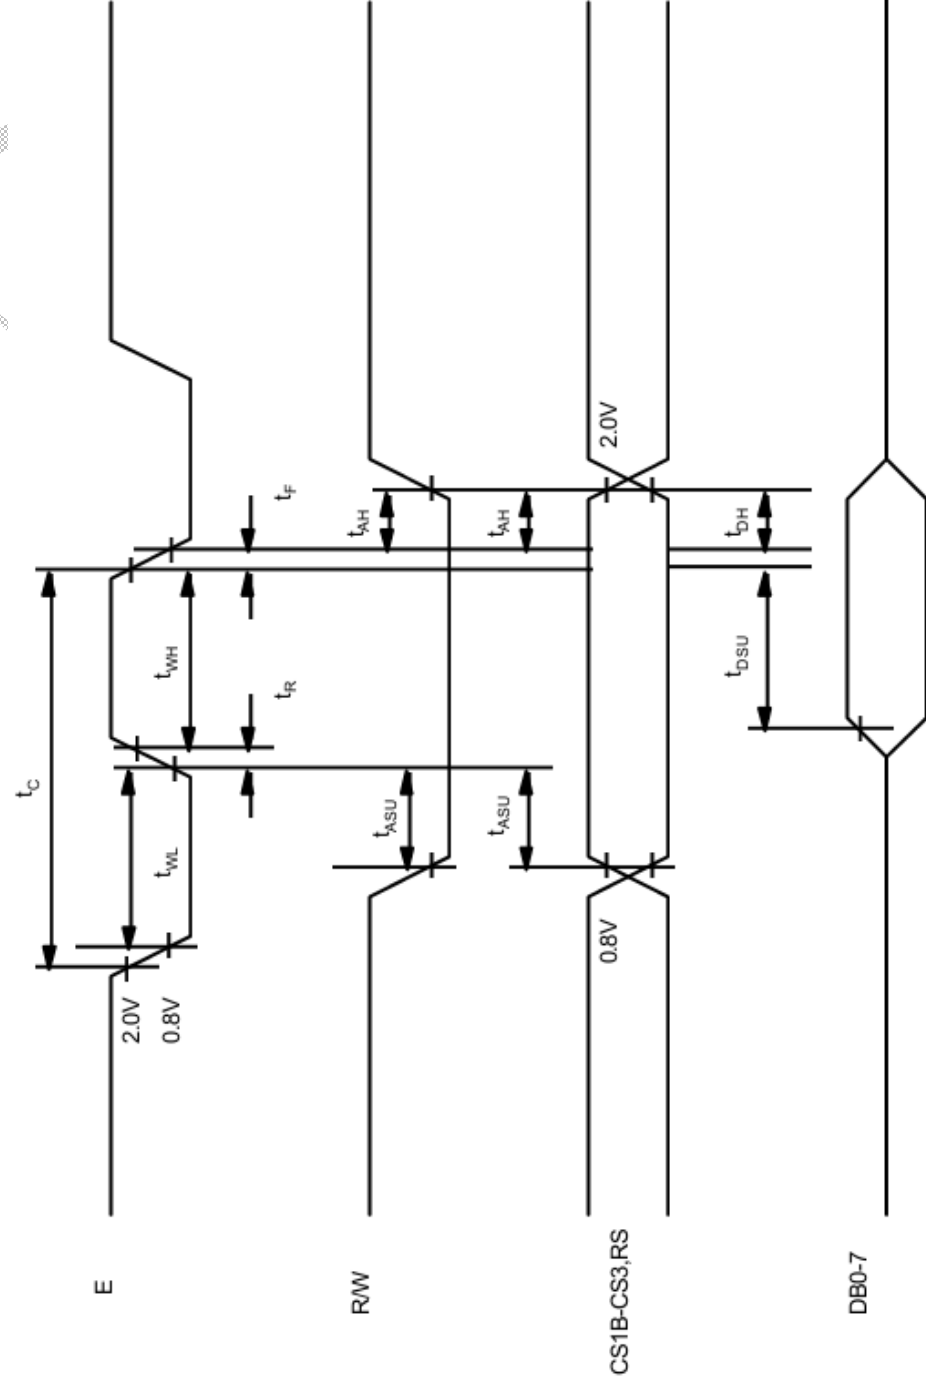 E
2.0V
0.8V
tC
tWL
tWH
tR
tF
R/W
tASU
tAH
CS1B-CS3,RS
0.8V
tASU
tAH
2.0V
DB0-7
tDSU
tDH